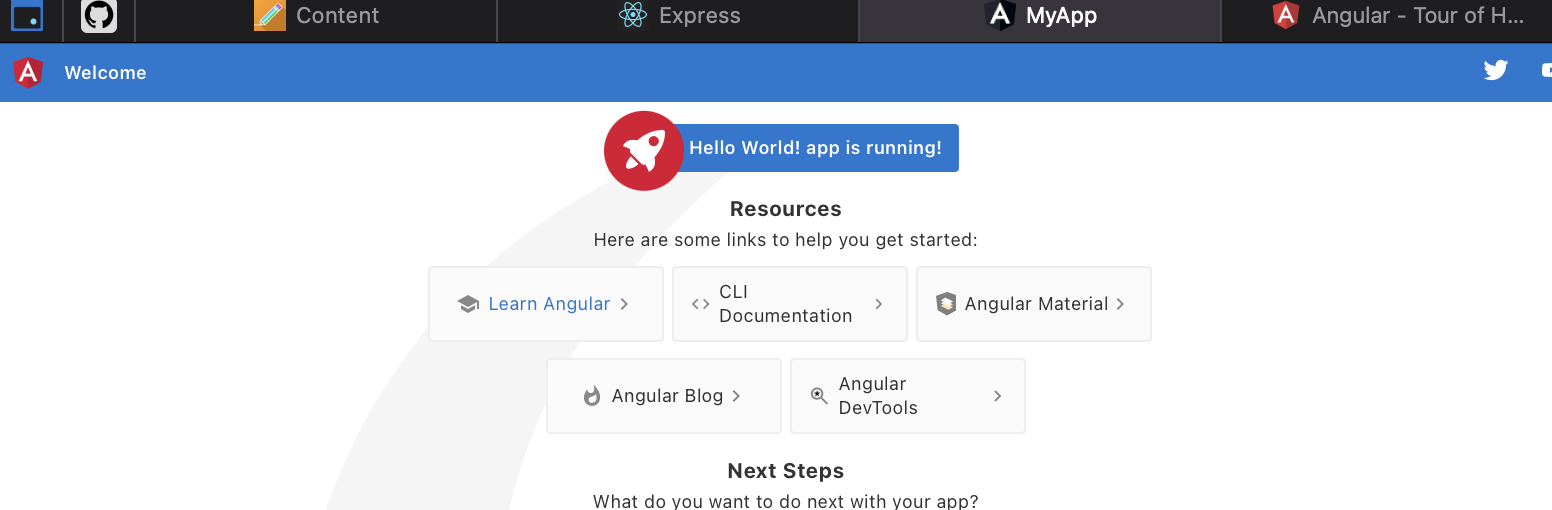 Content
Express
MyApp
Angular - Tour of H...
Welcome
Hello World! app is running!
Resources
Here are some links to help you get started:
Learn Angular
CLI
Documentation
Angular Material
Angular Blog
Angular
DevTools
Next Steps
What do you want to do next with your app?